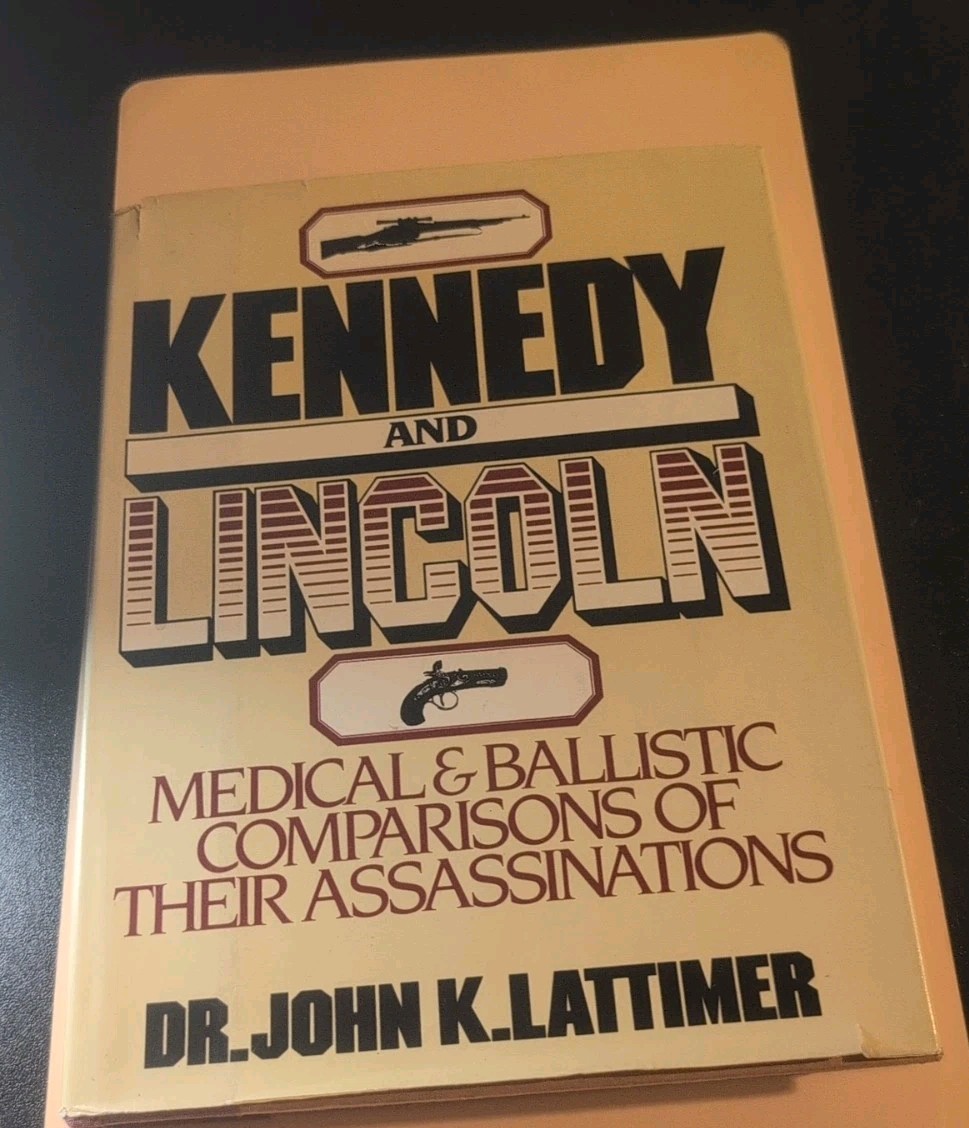 KENNEDY
AND
LINCOLN
MEDICAL & BALLISTIC
COMPARISONS OF
THEIR ASSASSINATIONS
DR. JOHN K. LATTIMER